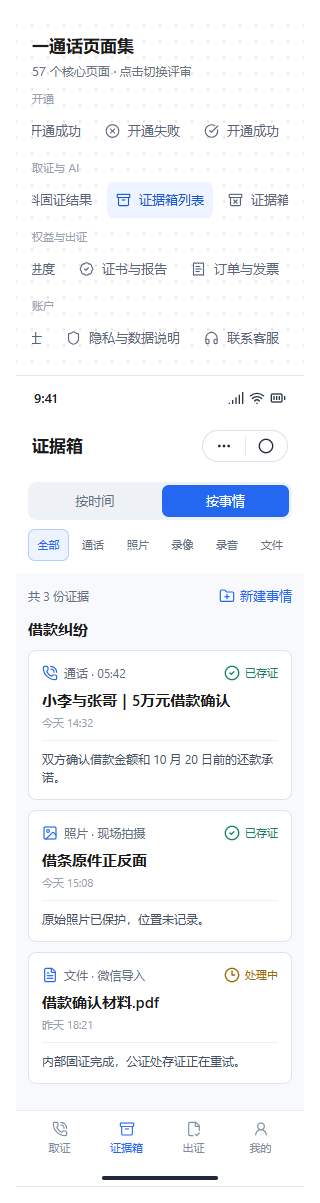 一通话页面集
57 个核心页面 · 点击切换评审
开通
开通成功 开通失败 开通成功
取证与 AI
固证结果 证据箱列表 证据箱
权益与出证
进度 证书与报告 订单与发票
账户
士 隐私与数据说明 联系客服
9:41
证据箱
按时间 按事情
全部 通话 照片 录像 录音 文件
共 3 份证据 新建事情
借款纠纷
通话 · 05:42 已存证
小李与张哥 | 5万元借款确认
今天 14:32
双方确认借款金额和 10 月 20 日前的还款承
诺。
照片 · 现场拍摄 已存证
借条原件正反面
今天 15:08
原始照片已保护，位置未记录。
文件 · 微信导入 处理中
借款确认材料.pdf
昨天 18:21
内部固证完成，公证处存证正在重试。
取证 证据箱 出证 我的